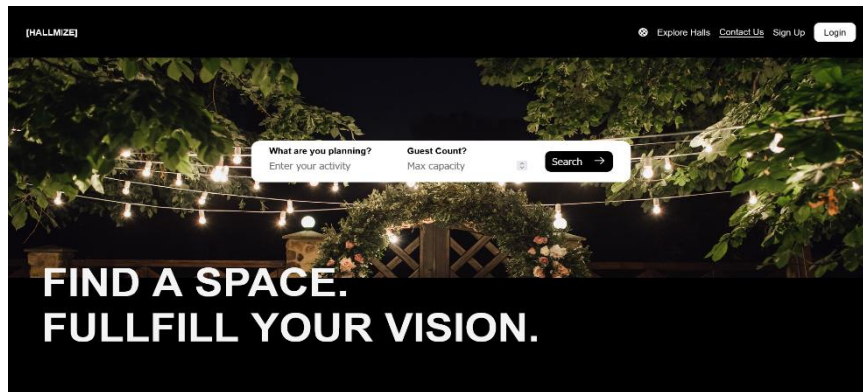 [HALLMIZE]
Explore Halls Contact Us Sign Up Login
What are you planning? Guest Count?
Enter your activity Max capacity Search →
FIND A SPACE.
FULLFILL YOUR VISION.